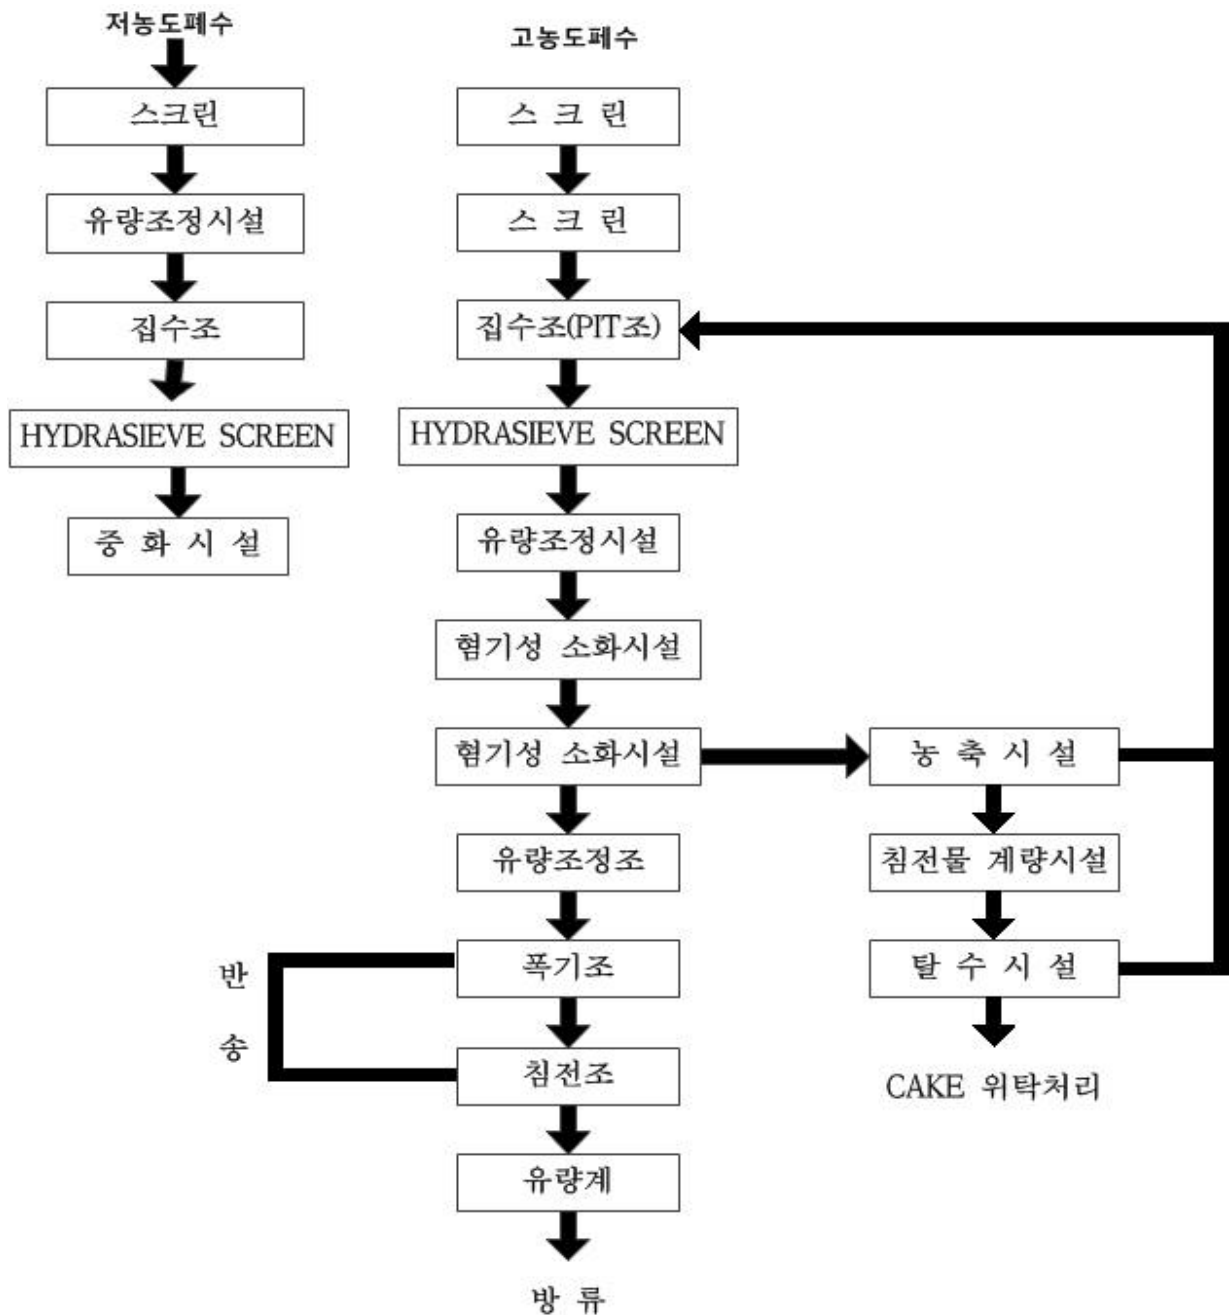 저농도폐수
스크린
유량조정시설
집수조
HYDRASIEVE SCREEN
중 화 시 설
고농도페수
스 크 린
스 크 린
집수조(PIT조)
HYDRASIEVE SCREEN
유량조정시설
혐기성 소화시설
혐기성 소화시설
유량조정조
폭기조
침전조
유량계
방 류
반
송
농 축 시 설
침전물 계량시설
탈 수 시 설
CAKE 위탁처리